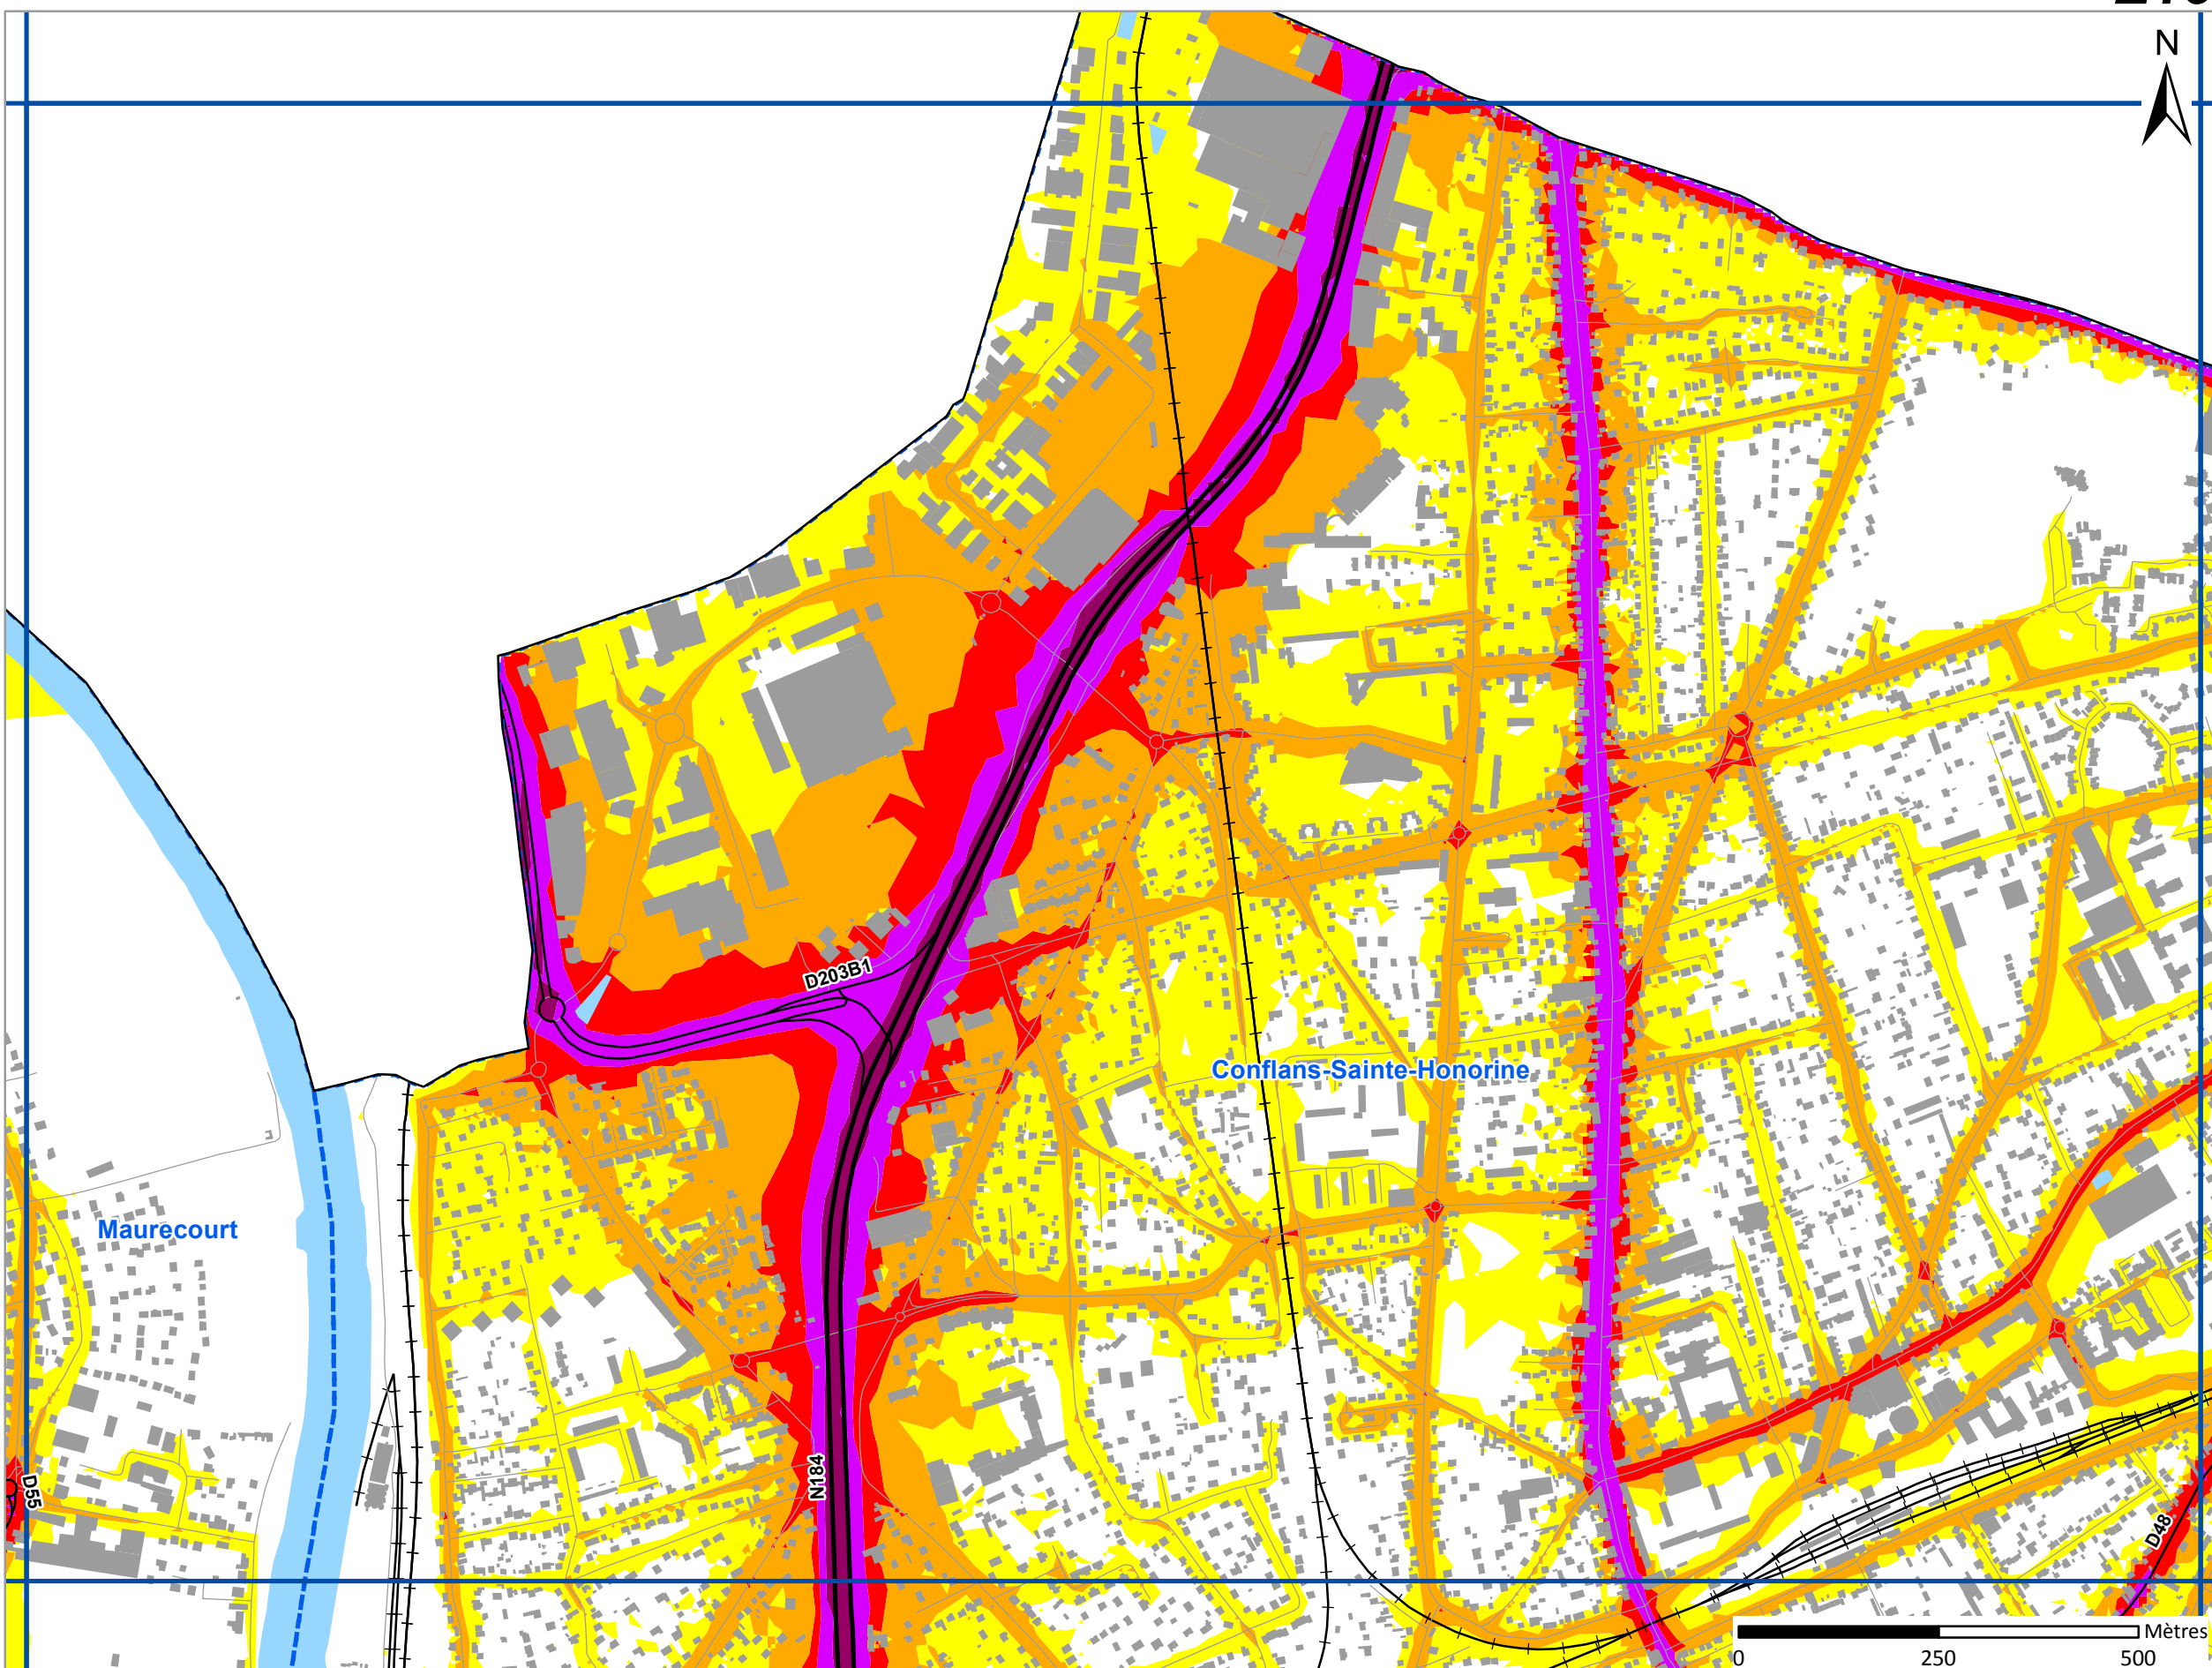 N
D203B1
Conflans-Sainte-Honorine
Maurecourt
N184
D55
D48
Mètres
0 250 500